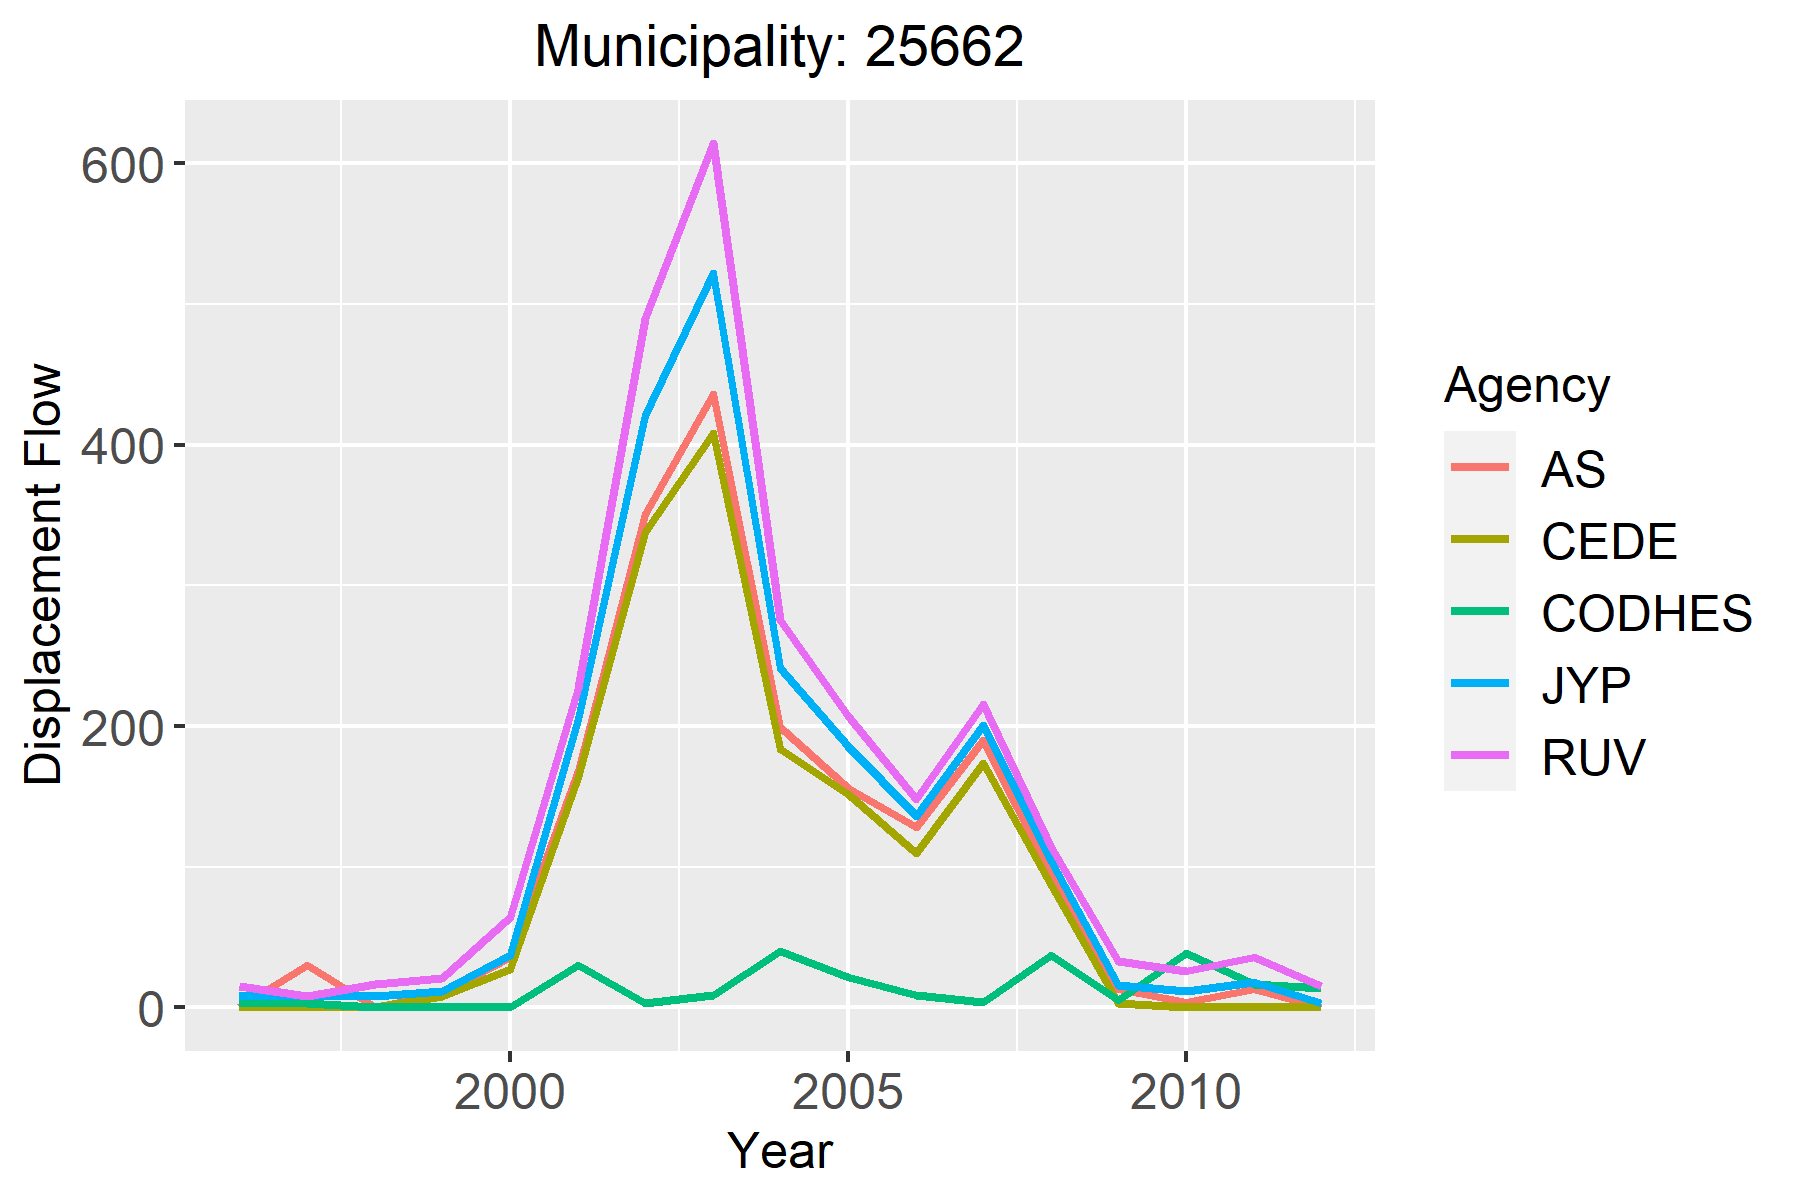 Municipality: 25662
Displacement Flow
600
400
200
0
2000 2005 2010
Year
Agency
AS
CEDE
CODHES
JYP
RUV